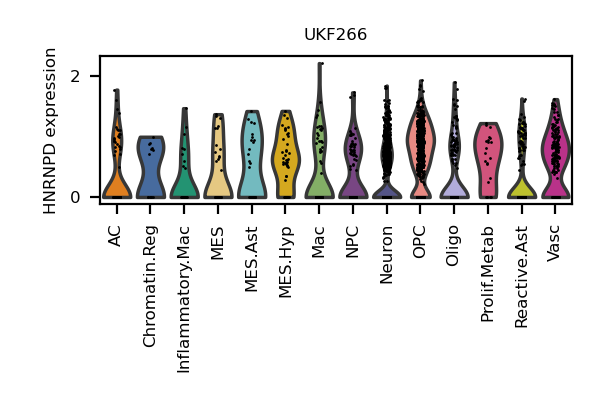 UKF266
HNRNPD expression
2
0
AC
Chromatin.Reg
Inflammatory.Mac
MES
MES.Ast
MES.Hyp
Mac
NPC
Neuron
OPC
Oligo
Prolif.Metab
Reactive.Ast
Vasc